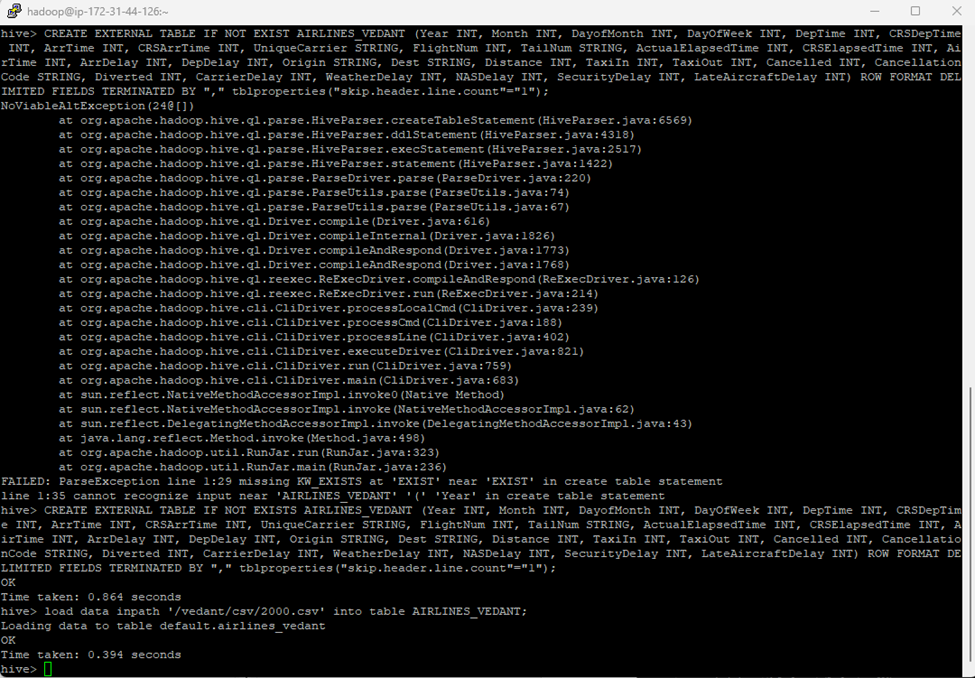 hadoop@ip-172-31-44-126:~
hive> CREATE EXTERNAL TABLE IF NOT EXIST AIRLINES_VEDANT (Year INT, Month INT, DayofMonth INT, DayOfWeek INT, DepTime INT, CRSDepTime
 INT, ArrTime INT, CRSArrTime INT, UniqueCarrier STRING, FlightNum INT, TailNum STRING, ActualElapsedTime INT, CRSElapsedTime INT, Ai
rTime INT, ArrDelay INT, DepDelay INT, Origin STRING, Dest STRING, Distance INT, TaxiIn INT, TaxiOut INT, Cancelled INT, Cancellation
Code STRING, Diverted INT, CarrierDelay INT, WeatherDelay INT, NASDelay INT, SecurityDelay INT, LateAircraftDelay INT) ROW FORMAT DEL
IMITED FIELDS TERMINATED BY "," tblproperties("skip.header.line.count"="1");
NoViableAltException(24@[])
        at org.apache.hadoop.hive.ql.parse.HiveParser.createTableStatement(HiveParser.java:6569)
        at org.apache.hadoop.hive.ql.parse.HiveParser.ddlStatement(HiveParser.java:4318)
        at org.apache.hadoop.hive.ql.parse.HiveParser.execStatement(HiveParser.java:2517)
        at org.apache.hadoop.hive.ql.parse.HiveParser.statement(HiveParser.java:1422)
        at org.apache.hadoop.hive.ql.parse.ParseDriver.parse(ParseDriver.java:220)
        at org.apache.hadoop.hive.ql.parse.ParseUtils.parse(ParseUtils.java:74)
        at org.apache.hadoop.hive.ql.parse.ParseUtils.parse(ParseUtils.java:67)
        at org.apache.hadoop.hive.ql.Driver.compile(Driver.java:616)
        at org.apache.hadoop.hive.ql.Driver.compileInternal(Driver.java:1826)
        at org.apache.hadoop.hive.ql.Driver.compileAndRespond(Driver.java:1773)
        at org.apache.hadoop.hive.ql.Driver.compileAndRespond(Driver.java:1768)
        at org.apache.hadoop.hive.ql.reexec.ReExecDriver.compileAndRespond(ReExecDriver.java:126)
        at org.apache.hadoop.hive.ql.reexec.ReExecDriver.run(ReExecDriver.java:214)
        at org.apache.hadoop.hive.cli.CliDriver.processLocalCmd(CliDriver.java:239)
        at org.apache.hadoop.hive.cli.CliDriver.processCmd(CliDriver.java:188)
        at org.apache.hadoop.hive.cli.CliDriver.processLine(CliDriver.java:402)
        at org.apache.hadoop.hive.cli.CliDriver.executeDriver(CliDriver.java:821)
        at org.apache.hadoop.hive.cli.CliDriver.run(CliDriver.java:759)
        at org.apache.hadoop.hive.cli.CliDriver.main(CliDriver.java:683)
        at sun.reflect.NativeMethodAccessorImpl.invoke0(Native Method)
        at sun.reflect.NativeMethodAccessorImpl.invoke(NativeMethodAccessorImpl.java:62)
        at sun.reflect.DelegatingMethodAccessorImpl.invoke(DelegatingMethodAccessorImpl.java:43)
        at java.lang.reflect.Method.invoke(Method.java:498)
        at org.apache.hadoop.util.RunJar.run(RunJar.java:323)
        at org.apache.hadoop.util.RunJar.main(RunJar.java:236)
FAILED: ParseException line 1:29 missing KW_EXISTS at 'EXIST' near 'EXIST' in create table statement
line 1:35 cannot recognize input near 'AIRLINES_VEDANT' '(' 'Year' in create table statement
hive> CREATE EXTERNAL TABLE IF NOT EXISTS AIRLINES_VEDANT (Year INT, Month INT, DayofMonth INT, DayOfWeek INT, DepTime INT, CRSDepTim
e INT, ArrTime INT, CRSArrTime INT, UniqueCarrier STRING, FlightNum INT, TailNum STRING, ActualElapsedTime INT, CRSElapsedTime INT, A
irTime INT, ArrDelay INT, DepDelay INT, Origin STRING, Dest STRING, Distance INT, TaxiIn INT, TaxiOut INT, Cancelled INT, Cancellatio
nCode STRING, Diverted INT, CarrierDelay INT, WeatherDelay INT, NASDelay INT, SecurityDelay INT, LateAircraftDelay INT) ROW FORMAT DE
LIMITED FIELDS TERMINATED BY "," tblproperties("skip.header.line.count"="1");
OK
Time taken: 0.864 seconds
hive> load data inpath '/vedant/csv/2000.csv' into table AIRLINES_VEDANT;
Loading data to table default.airlines_vedant
OK
Time taken: 0.394 seconds
hive>